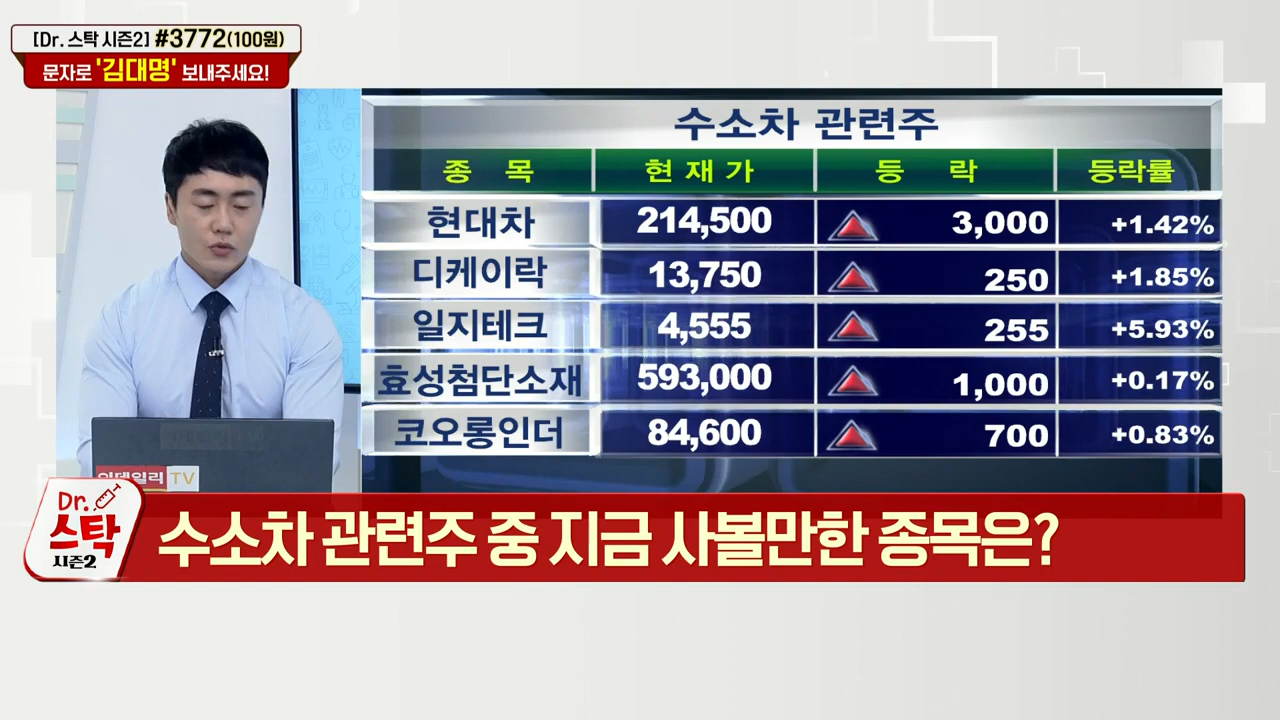 [Dr. 스탁 시즌2] #3772(100원)
문자로 '김대명' 보내주세요!
수소차 관련주
종 목 현 재 가 등 락 등락률
현대차 214,500 ▲ 3,000 +1.42%
디케이락 13,750 ▲ 250 +1.85%
일지테크 4,555 ▲ 255 +5.93%
효성첨단소재 593,000 ▲ 1,000 +0.17%
코오롱인더 84,600 ▲ 700 +0.83%
이데일리 TV
Dr.
스탁
시즌2
수소차 관련주 중 지금 사볼만한 종목은?